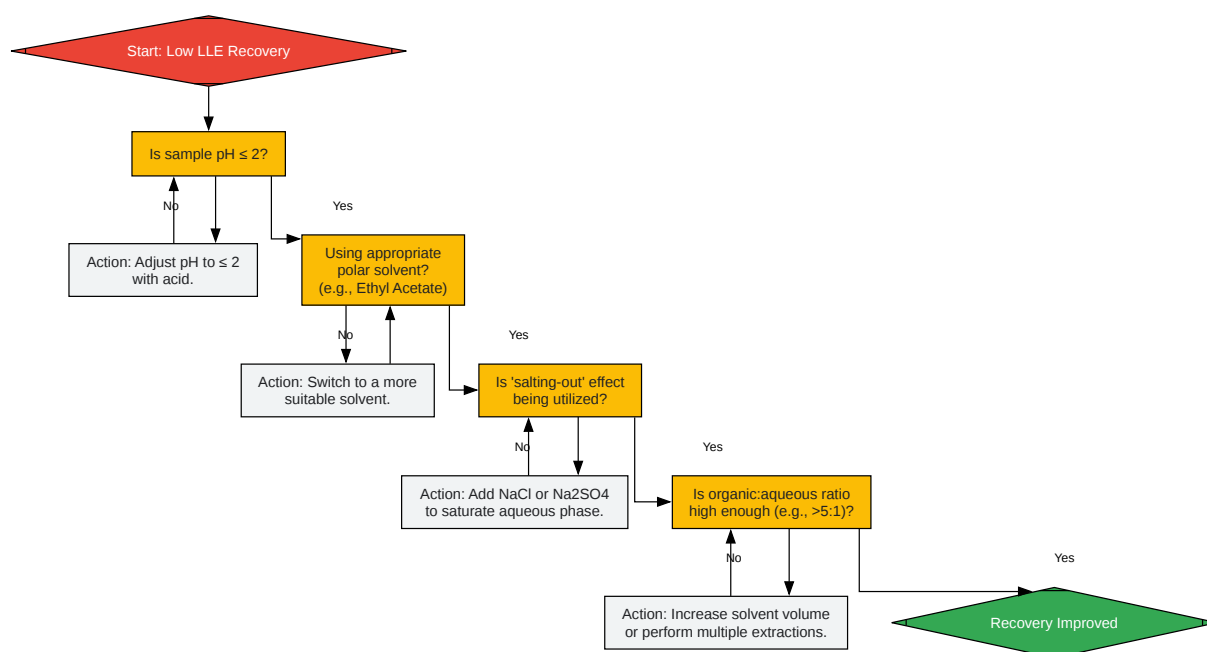 Start: Low LLE Recovery
Is sample pH ≤ 2?
No
Yes
Action: Adjust pH to ≤ 2
with acid.
Using appropriate
polar solvent?
(e.g., Ethyl Acetate)
No
Yes
Action: Switch to a more
suitable solvent.
Is 'salting-out' effect
being utilized?
No
Yes
Action: Add NaCl or Na2SO4
to saturate aqueous phase.
Is organic:aqueous ratio
high enough (e.g., >5:1)?
No
Yes
Action: Increase solvent volume
or perform multiple extractions.
Recovery Improved